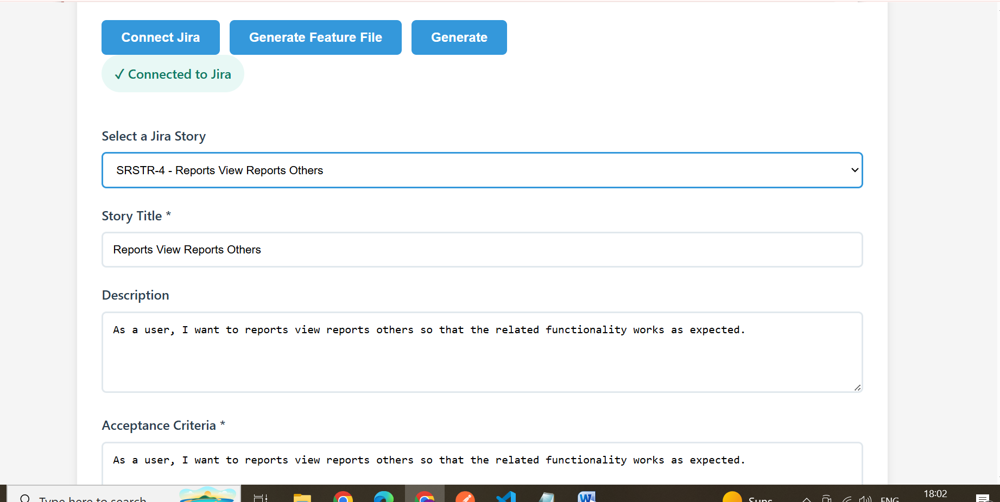 Connect Jira Generate Feature File Generate
✓ Connected to Jira
Select a Jira Story
SRSTR-4 - Reports View Reports Others
Story Title *
Reports View Reports Others
Description
As a user, I want to reports view reports others so that the related functionality works as expected.
Acceptance Criteria *
As a user, I want to reports view reports others so that the related functionality works as expected.
Type here to search Suns ENG 18:02